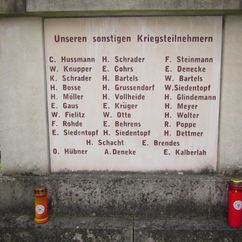 Unseren sonstigen Kriegsteilnehmern
C. Hussmann H. Schrader F. Steinmann
W. Knupper E. Cohrs E. Denecke
K. Schrader H. Bartels W. Bartels
H. Bosse H. Grussendorf W. Siedentopf
H. Möller H. Vollheide H. Glindemann
E. Gaus E. Krüger H. Meyer
W. Fielitz W. Otto H. Wolter
F. Rohde E. Behrens R. Poppe
E. Siedentopf H. Siedentopf H. Dettmer
H. Schacht E. Brendes
O. Hübner A. Deneke E. Kalberlah